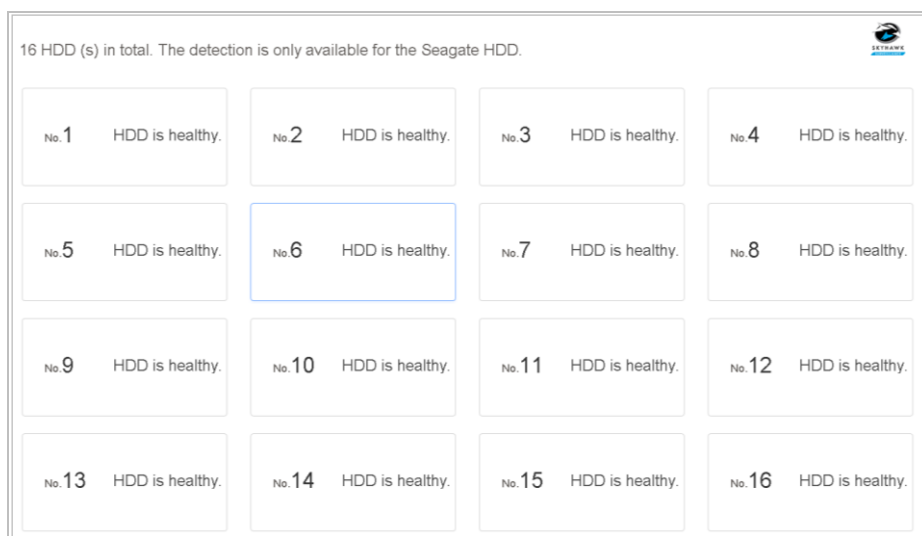 16 HDD (s) in total. The detection is only available for the Seagate HDD.
SKYHAWK
No.1 HDD is healthy.
No.2 HDD is healthy.
No.3 HDD is healthy.
No.4 HDD is healthy.
No.5 HDD is healthy.
No.6 HDD is healthy.
No.7 HDD is healthy.
No.8 HDD is healthy.
No.9 HDD is healthy.
No.10 HDD is healthy.
No.11 HDD is healthy.
No.12 HDD is healthy.
No.13 HDD is healthy.
No.14 HDD is healthy.
No.15 HDD is healthy.
No.16 HDD is healthy.